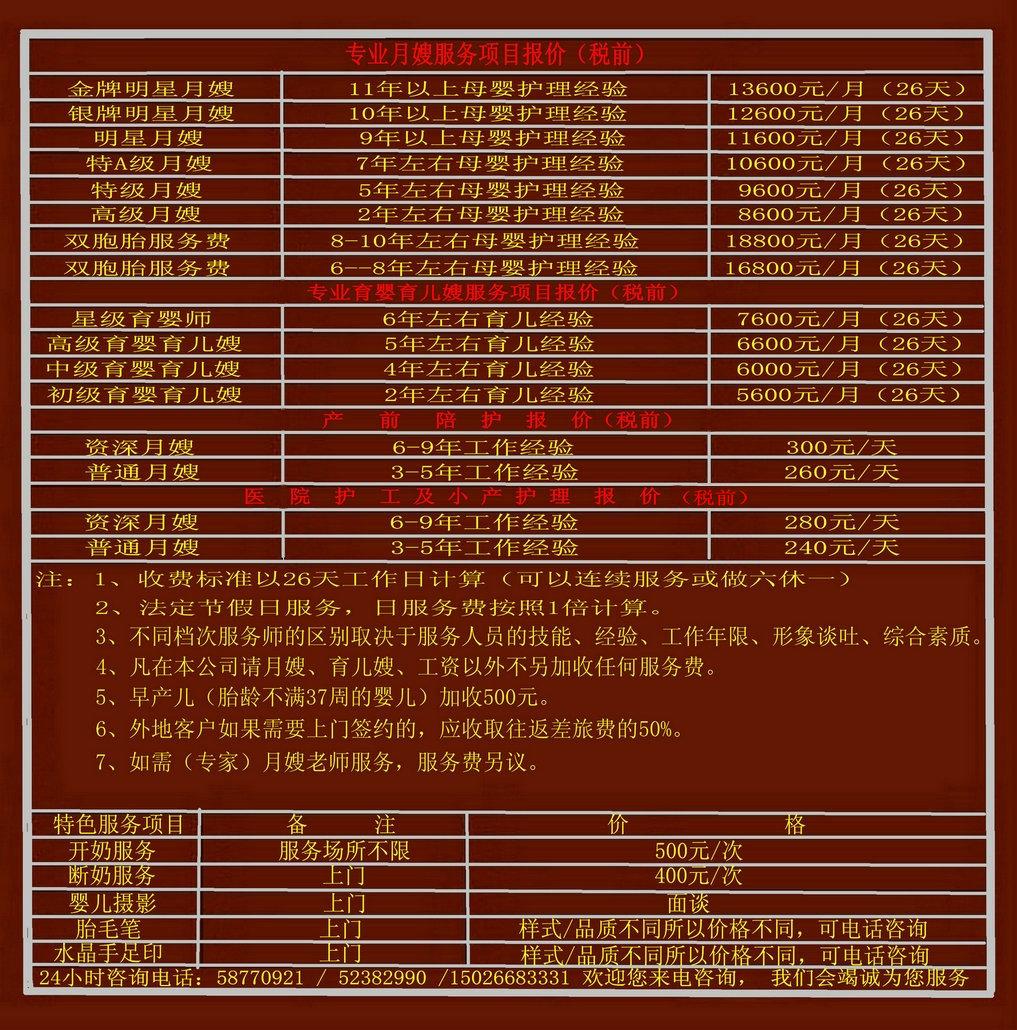 专业月嫂服务项目报价（税前）
金牌明星月嫂 11年以上母婴护理经验 13600元/月（26天）
银牌明星月嫂 10年以上母婴护理经验 12600元/月（26天）
明星月嫂 9年以上母婴护理经验 11600元/月（26天）
特A级月嫂 7年左右母婴护理经验 10600元/月（26天）
特级月嫂 5年左右母婴护理经验 9600元/月（26天）
高级月嫂 2年左右母婴护理经验 8600元/月（26天）
双胞胎服务费 8-10年左右母婴护理经验 18800元/月（26天）
双胞胎服务费 6--8年左右母婴护理经验 16800元/月（26天）
专业育婴育儿嫂服务项目报价（税前）
星级育婴师 6年左右育儿经验 7600元/月（26天）
高级育婴育儿嫂 5年左右育儿经验 6600元/月（26天）
中级育婴育儿嫂 4年左右育儿经验 6000元/月（26天）
初级育婴育儿嫂 2年左右育儿经验 5600元/月（26天）
产 前 陪 护 报 价（税前）
资深月嫂 6-9年工作经验 300元/天
普通月嫂 3-5年工作经验 260元/天
医 院 护 工及小产护理 报 价（税前）
资深月嫂 6-9年工作经验 280元/天
普通月嫂 3-5年工作经验 240元/天
注：1、收费标准以26天工作日计算（可以连续服务或做六休一）
2、法定节假日服务，日服务费按照1倍计算。
3、不同档次服务师的区别取决于服务人员的技能、经验、工作年限、形象谈吐、综合素质。
4、凡在本公司请月嫂、育儿嫂、工资以外不另加收任何服务费。
5、早产儿（胎龄不满37周的婴儿）加收500元。
6、外地客户如果需要上门签约的，应收取往返差旅费的50%。
7、如需（专家）月嫂老师服务，服务费另议。
特色服务项目 备 注 价 格
开奶服务 服务场所不限 500元/次
断奶服务 上门 400元/次
婴儿摄影 上门 面谈
胎毛笔 上门 样式/品质不同所以价格不同，可电话咨询
水晶手足印 上门 样式/品质不同所以价格不同，可电话咨询
24小时咨询电话：58770921 / 52382990 /15026683331 欢迎您来电咨询， 我们会竭诚为您服务